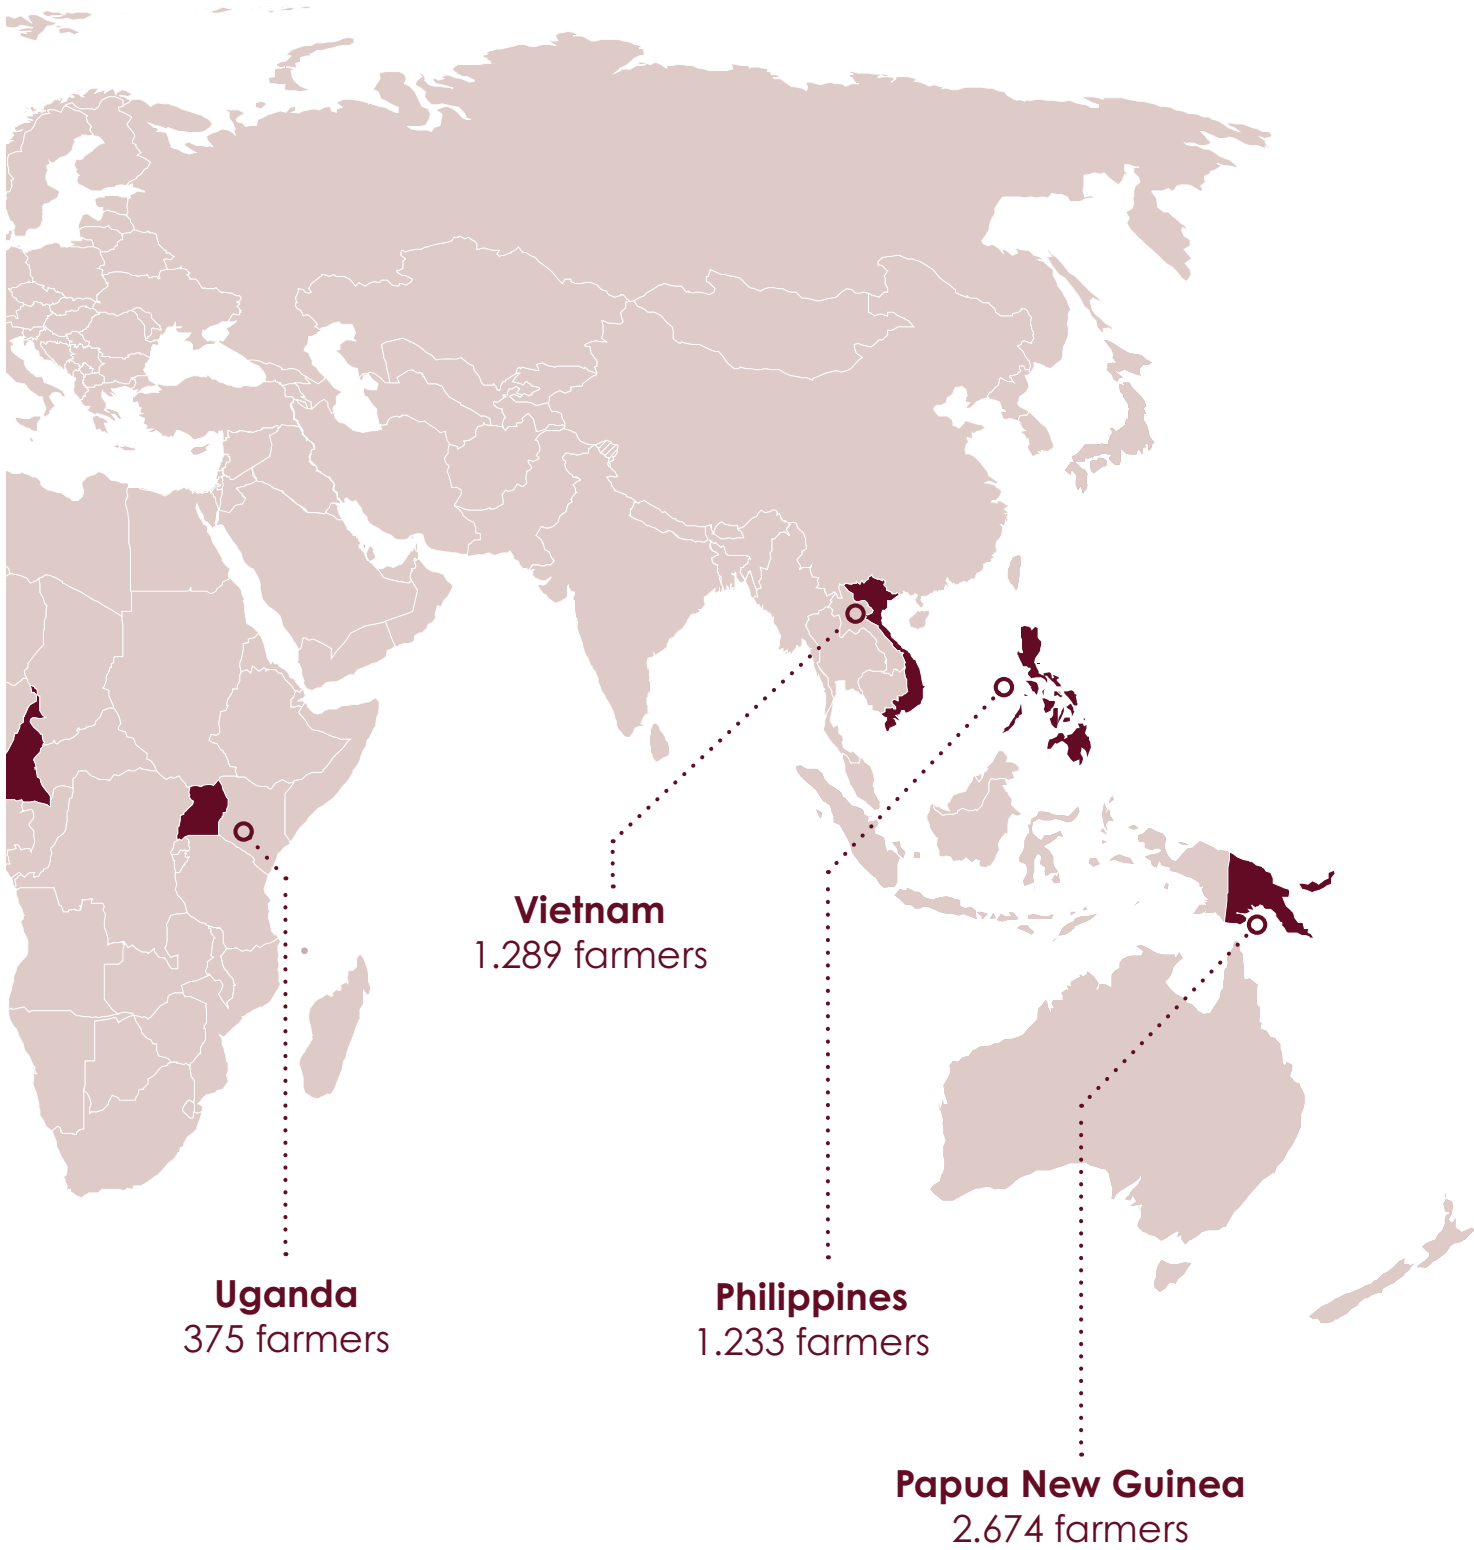 Vietnam
1.289 farmers
Uganda
375 farmers
Philippines
1.233 farmers
Papua New Guinea
2.674 farmers